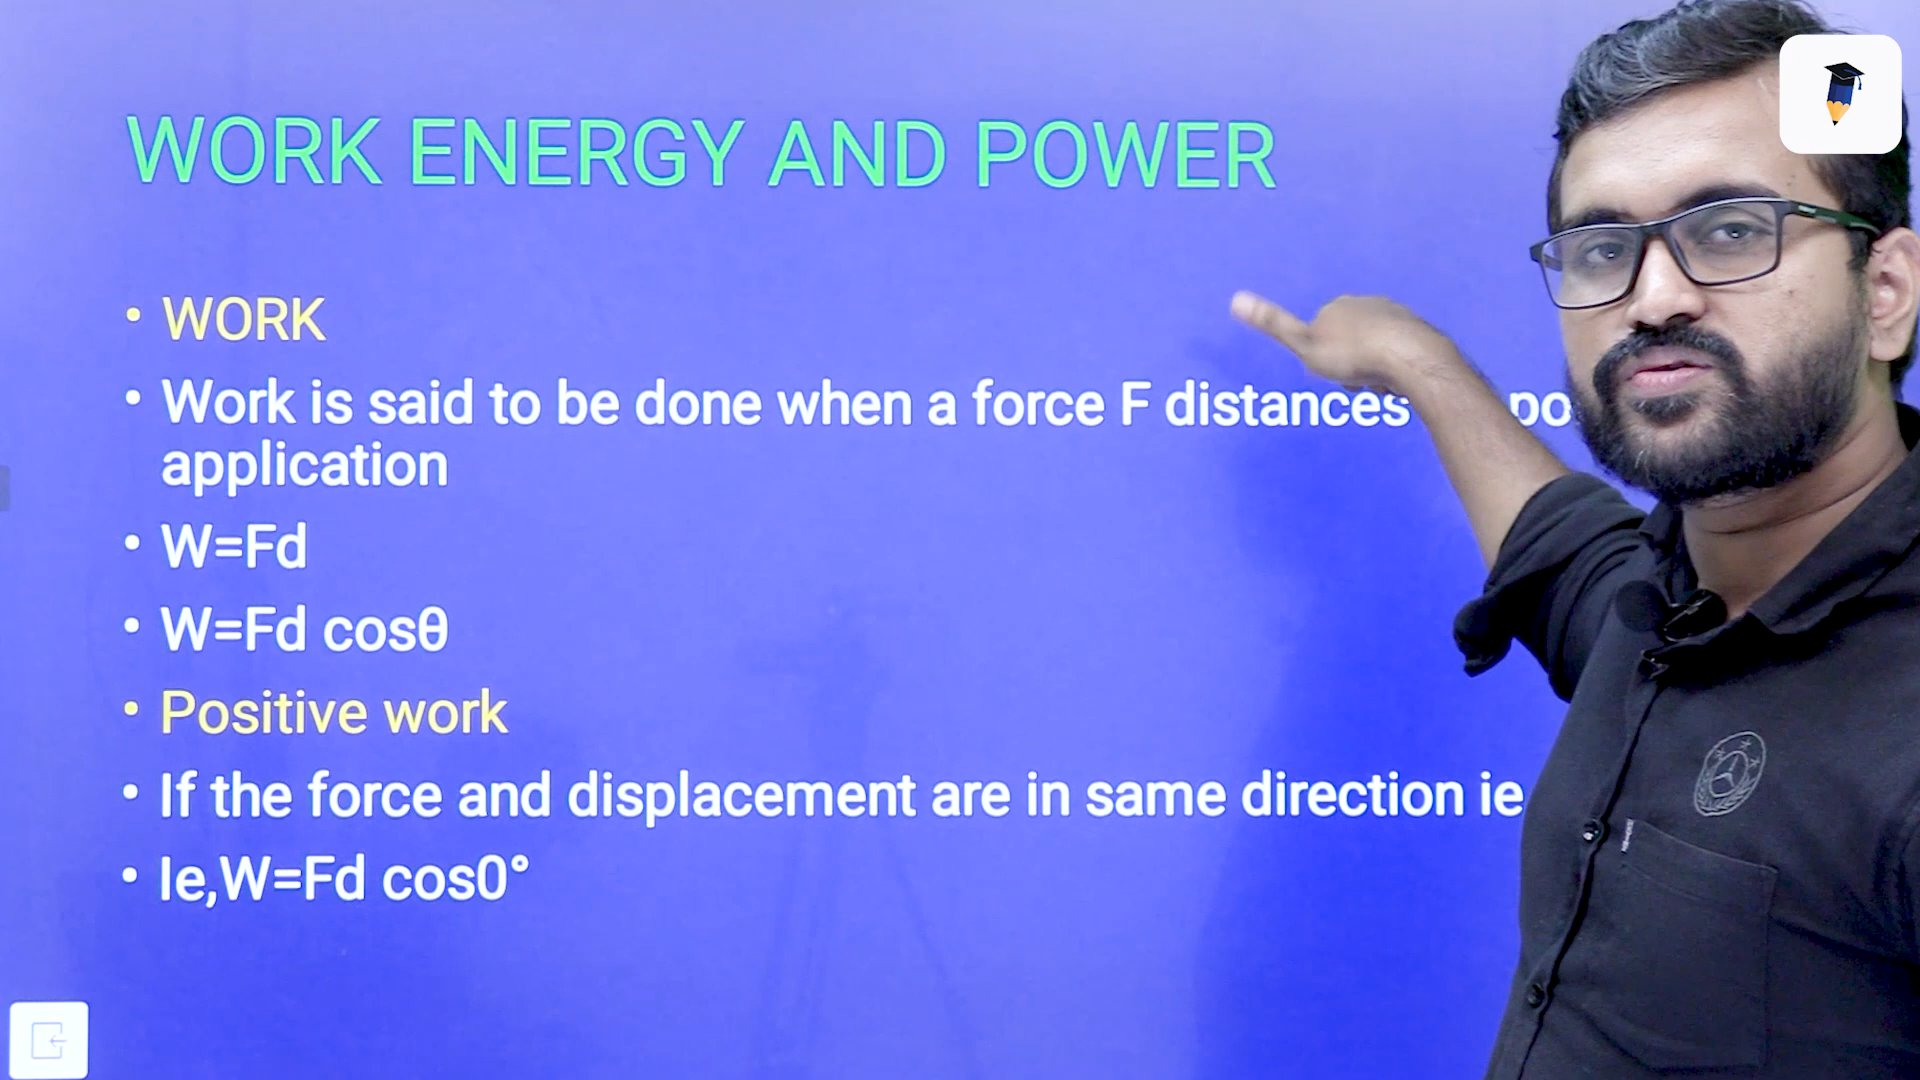 WORK ENERGY AND POWER
• WORK
• Work is said to be done when a force F distances
application
• W=Fd
• W=Fd cosθ
• Positive work
• If the force and displacement are in same direction ie
• Ie,W=Fd cos0°